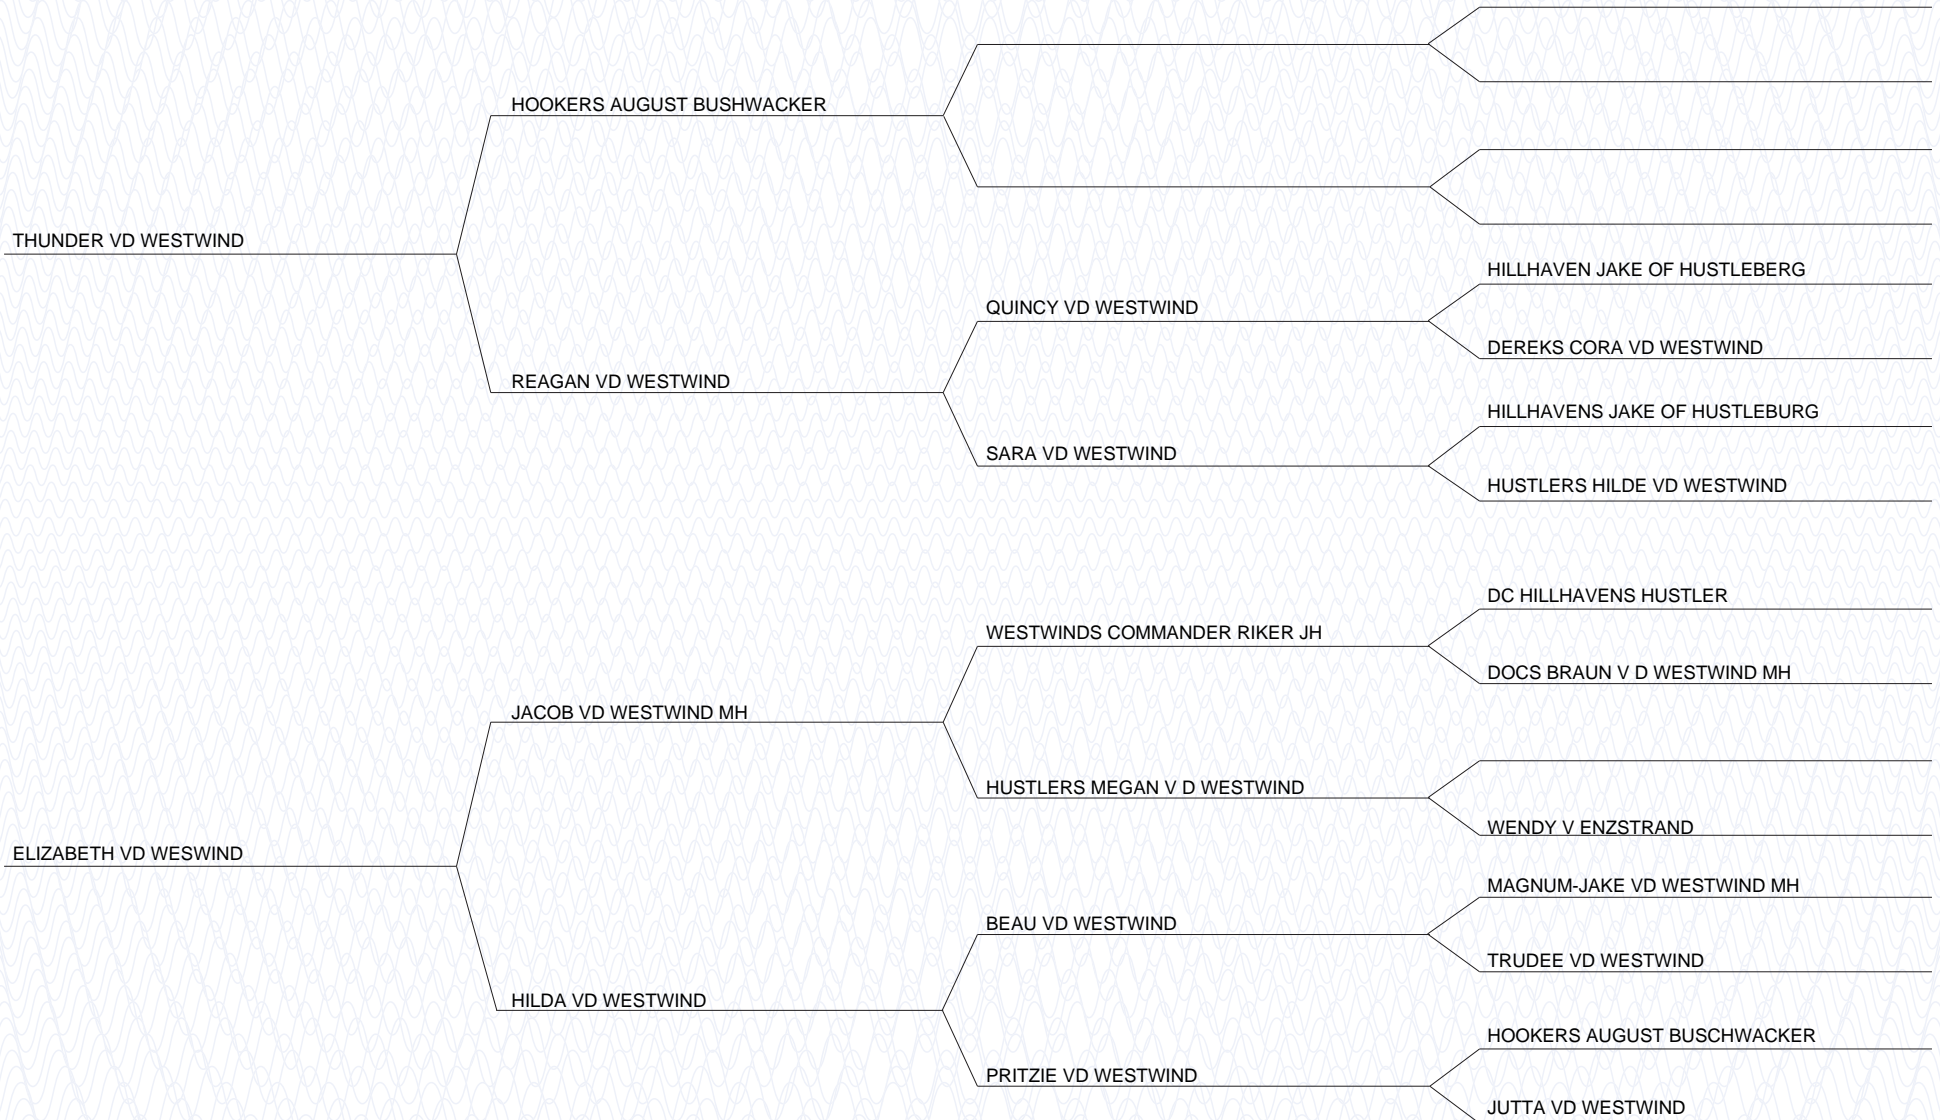 HOOKERS AUGUST BUSHWACKER
THUNDER VD WESTWIND
HILLHAVEN JAKE OF HUSTLEBERG
QUINCY VD WESTWIND
DEREKS CORA VD WESTWIND
REAGAN VD WESTWIND
HILLHAVENS JAKE OF HUSTLEBURG
SARA VD WESTWIND
HUSTLERS HILDE VD WESTWIND
DC HILLHAVENS HUSTLER
WESTWINDS COMMANDER RIKER JH
DOCS BRAUN V D WESTWIND MH
JACOB VD WESTWIND MH
HUSTLERS MEGAN V D WESTWIND
WENDY V ENZSTRAND
ELIZABETH VD WESWIND
MAGNUM-JAKE VD WESTWIND MH
BEAU VD WESTWIND
TRUDEE VD WESTWIND
HILDA VD WESTWIND
HOOKERS AUGUST BUSCHWACKER
PRITZIE VD WESTWIND
JUTTA VD WESTWIND